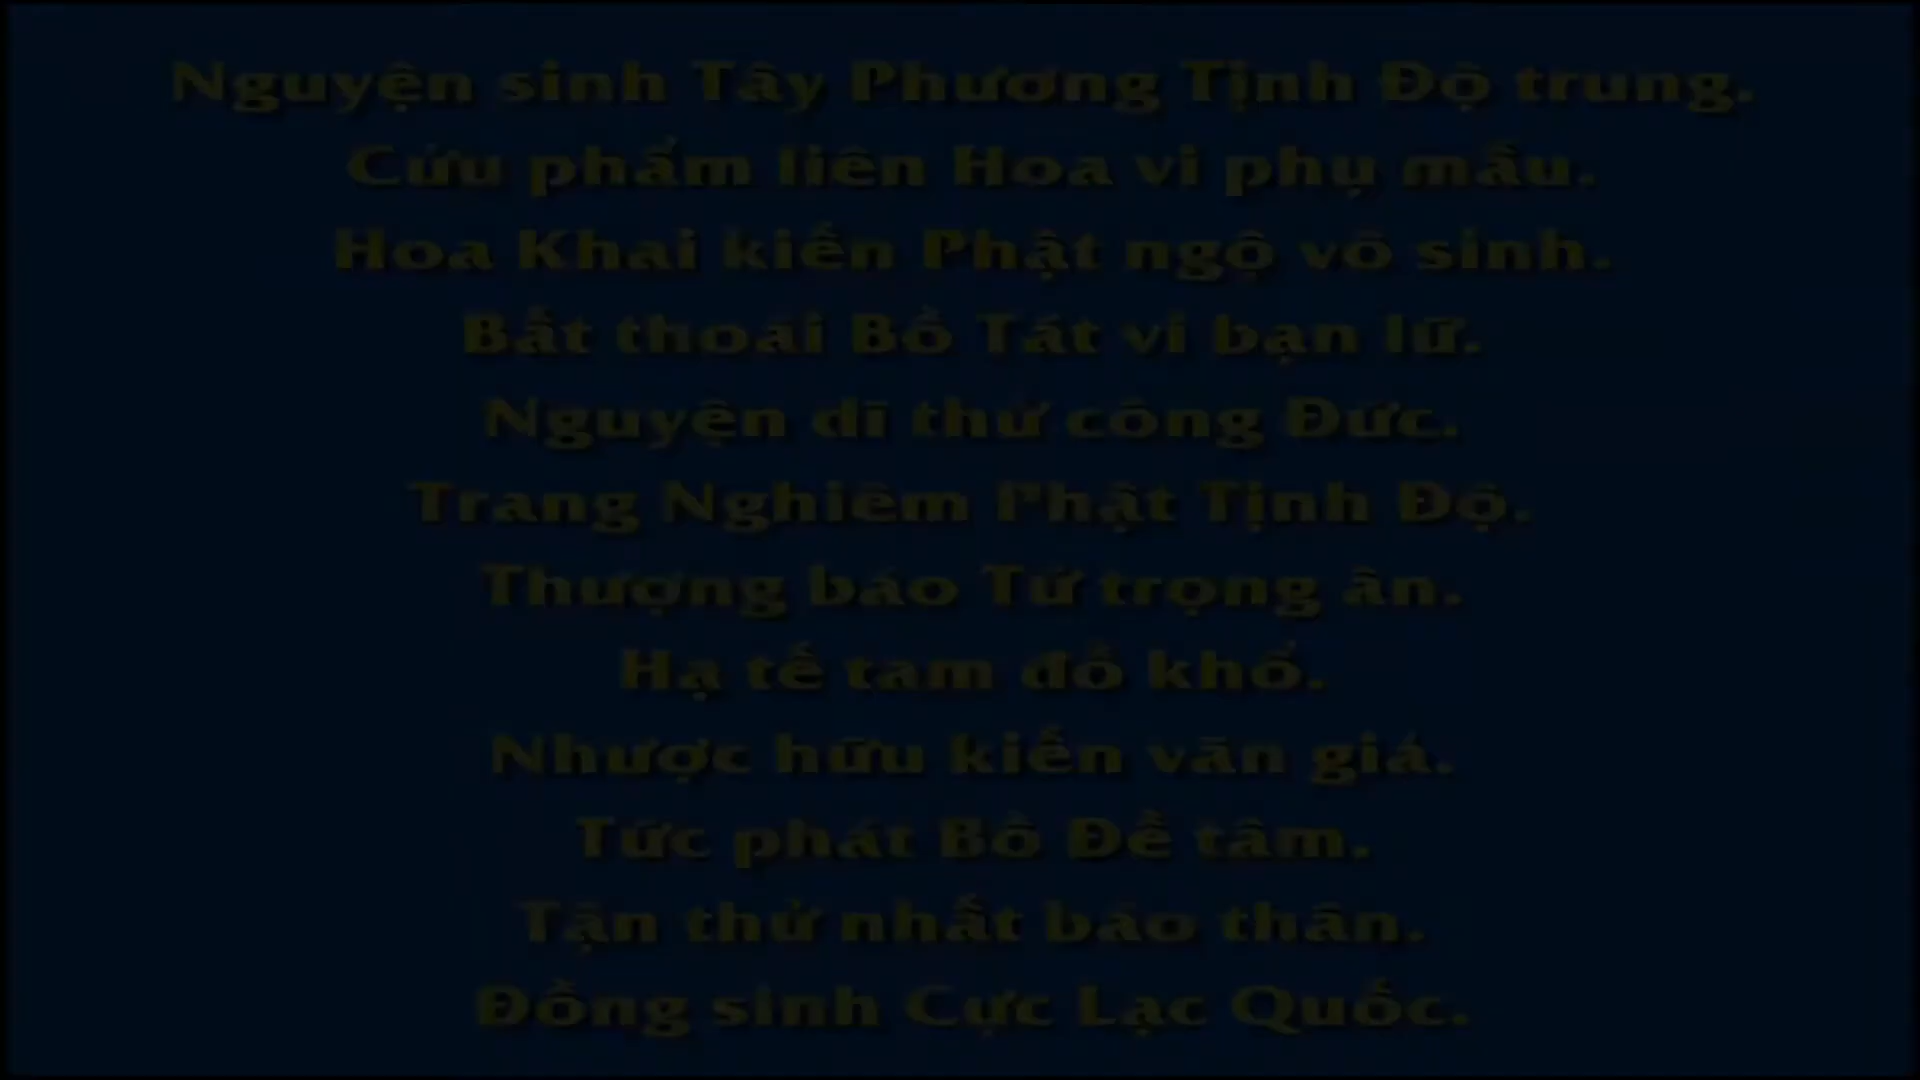 Nguyện sinh Tây Phương Tịnh Độ trung.
Cửu phẩm liên Hoa vi phụ mẫu.
Hoa Khai kiến Phật ngộ vô sinh.
Bất thoái Bồ Tát vi bạn lữ.
Nguyện dĩ thử công Đức.
Trang Nghiêm Phật Tịnh Độ.
Thượng báo Tứ trọng ân.
Hạ tế tam đồ khổ.
Nhược hữu kiến văn giả.
Tức phát Bồ Đề tâm.
Tận thử nhất báo thân.
Đồng sinh Cực Lạc Quốc.